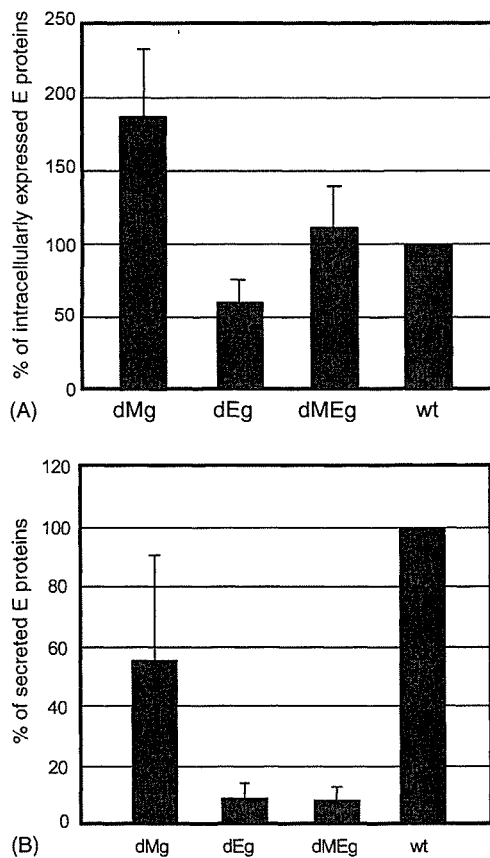 % of intracellularly expressed E proteins
250
200
150
100
50
0
dMg dEg dMEg wt
(A)
% of secreted E proteins
120
100
80
60
40
20
0
dMg dEg dMEg wt
(B)